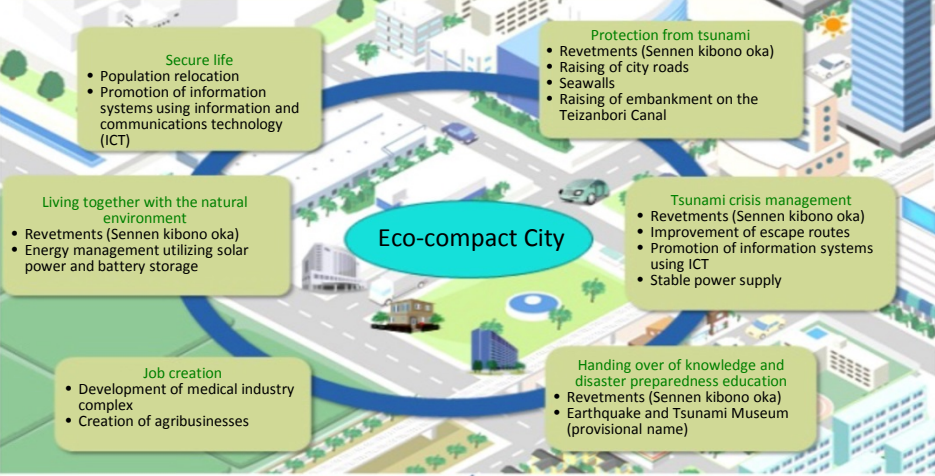 Secure life
• Population relocation
• Promotion of information
systems using information and
communications technology
(ICT)
Protection from tsunami
• Revetments (Sennen kibono oka)
• Raising of city roads
• Seawalls
• Raising of embankment on the
Teizanbori Canal
Living together with the natural
environment
• Revetments (Sennen kibono oka)
• Energy management utilizing solar
power and battery storage
Eco-compact City
Tsunami crisis management
• Revetments (Sennen kibono oka)
• Improvement of escape routes
• Promotion of information systems
using ICT
• Stable power supply
Job creation
• Development of medical industry
complex
• Creation of agribusinesses
Handing over of knowledge and
disaster preparedness education
• Revetments (Sennen kibono oka)
• Earthquake and Tsunami Museum
(provisional name)